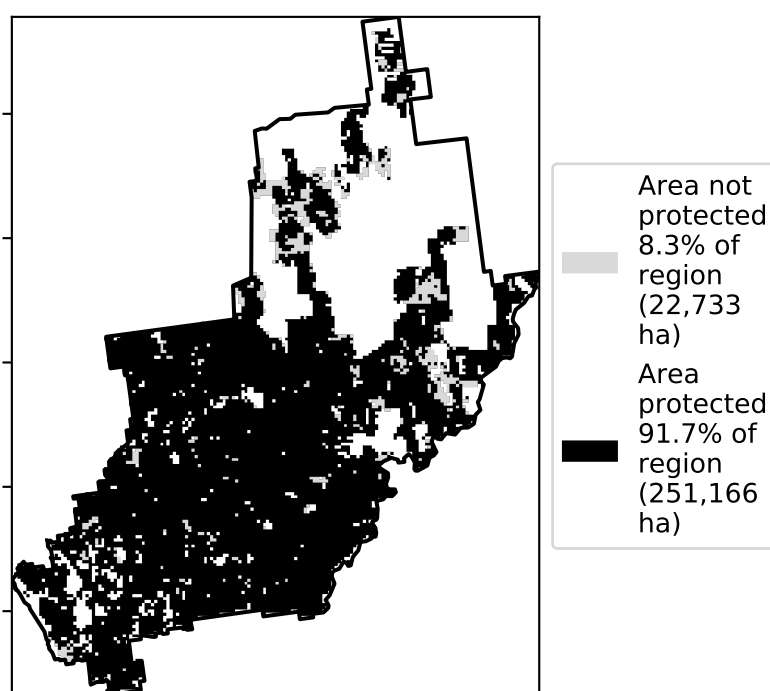 Area not
protected
8.3% of
region
(22,733
ha)
Area
protected
91.7% of
region
(251,166
ha)